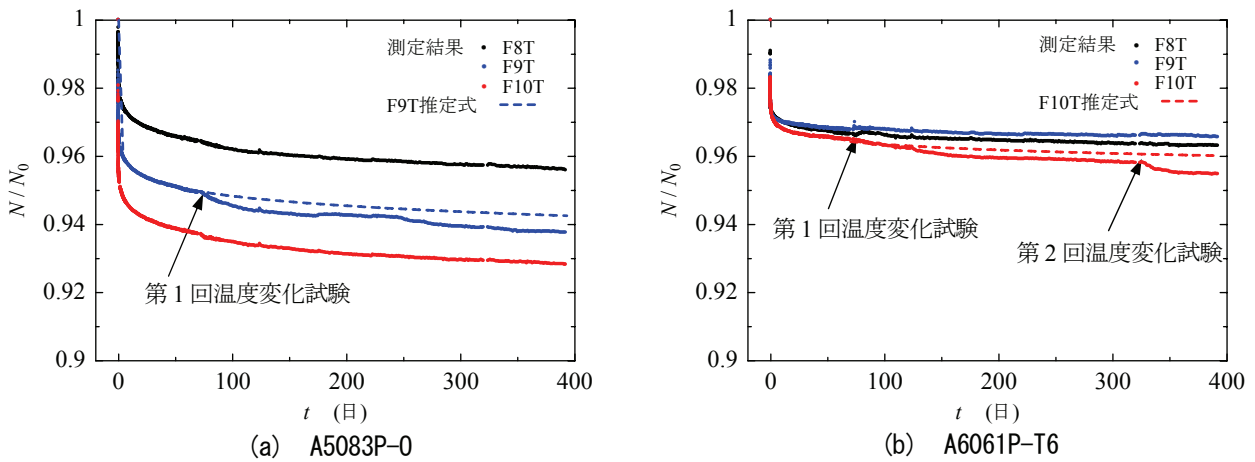 1
測定結果 F8T
F9T
F10T
F9T推定式
0.98
0.96
0.94
0.92
0.9
N / N0
第1回温度変化試験
0 100 200 300 400
t (日)
(a) A5083P-O
1
測定結果 F8T
F9T
F10T
F10T推定式
0.98
0.96
0.94
0.92
0.9
N / N0
第1回温度変化試験
第2回温度変化試験
0 100 200 300 400
t (日)
(b) A6061P-T6